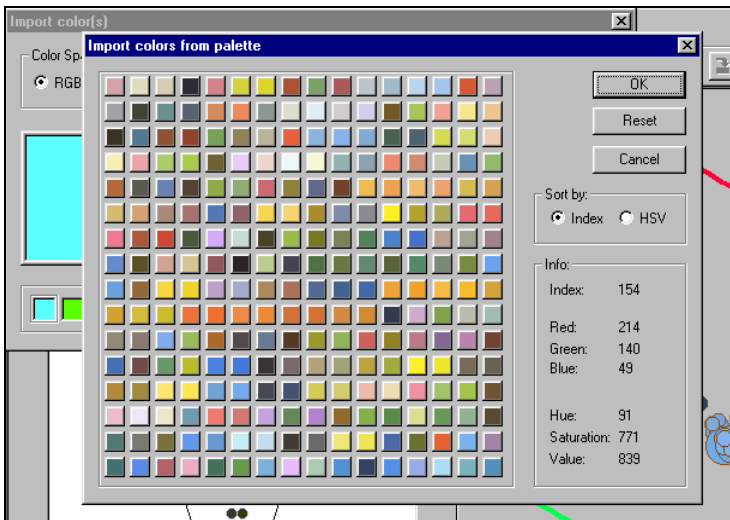 Import color(s)
Color Sp
RGB
Import colors from palette
OK
Reset
Cancel
Sort by:
Index
HSV
Info:
Index: 154
Red: 214
Green: 140
Blue: 49
Hue: 91
Saturation: 771
Value: 839